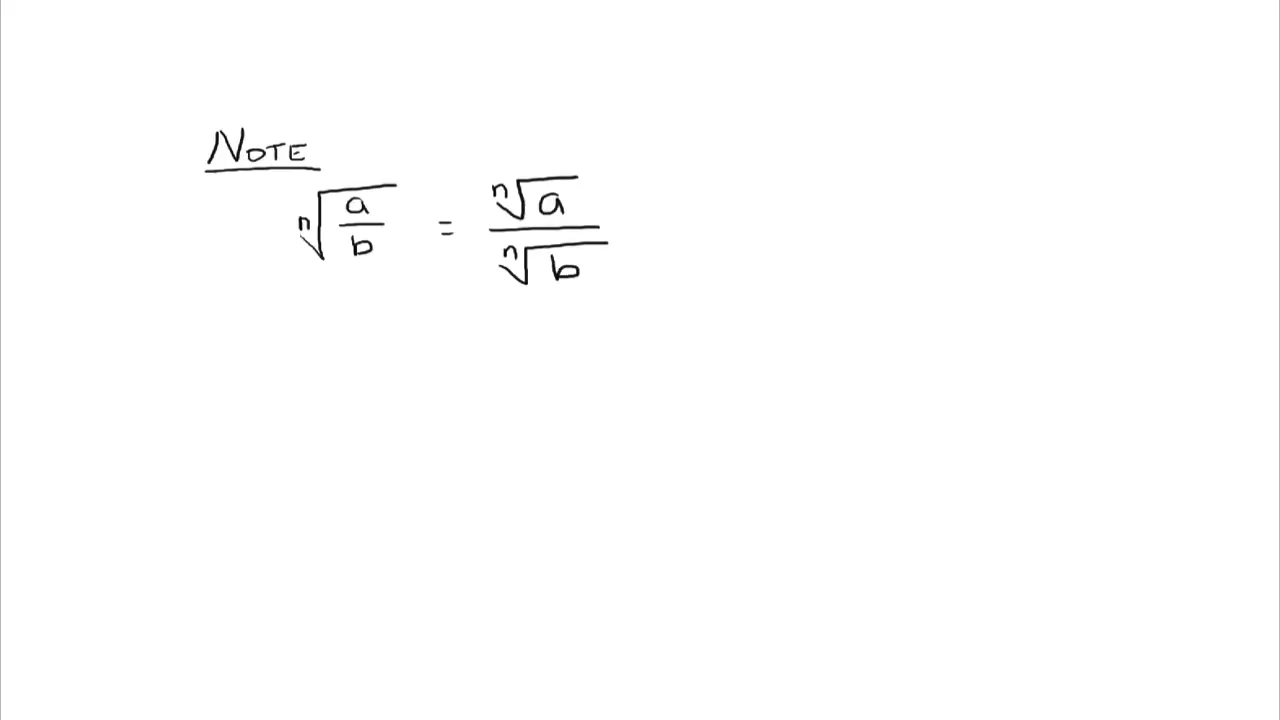 NOTE
ⁿ√(a/b) = ⁿ√a / ⁿ√b